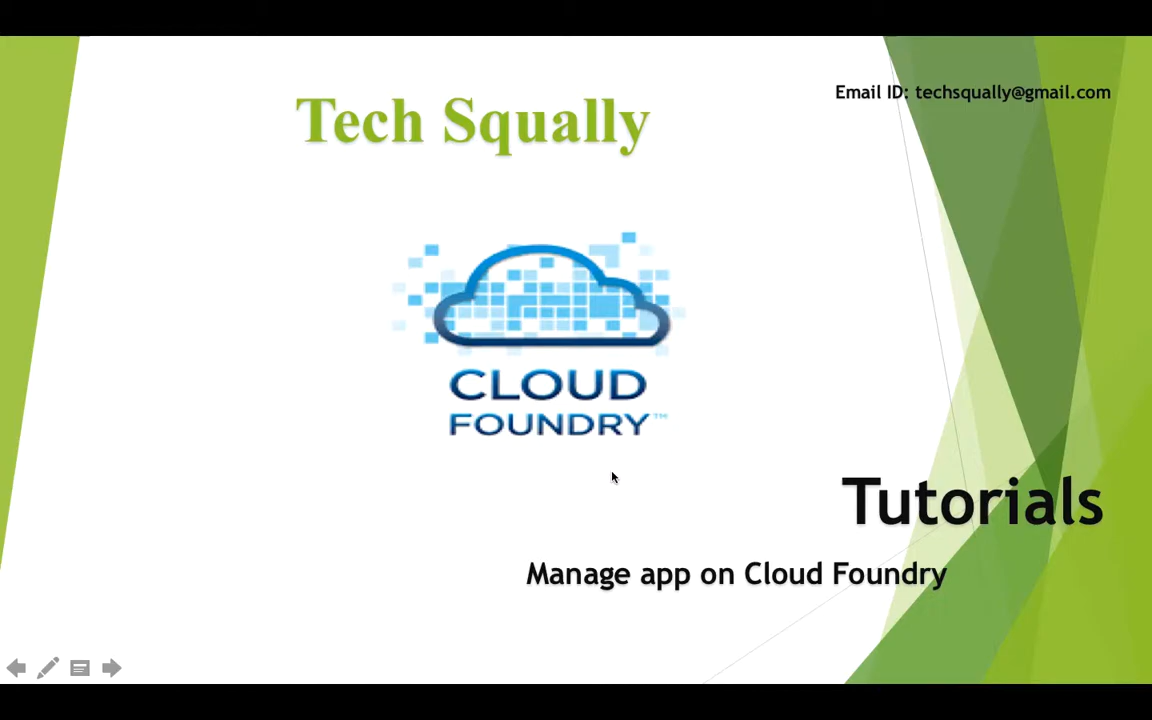 Email ID: techsqually@gmail.com
Tech Squally
CLOUD
FOUNDRY™
Tutorials
Manage app on Cloud Foundry